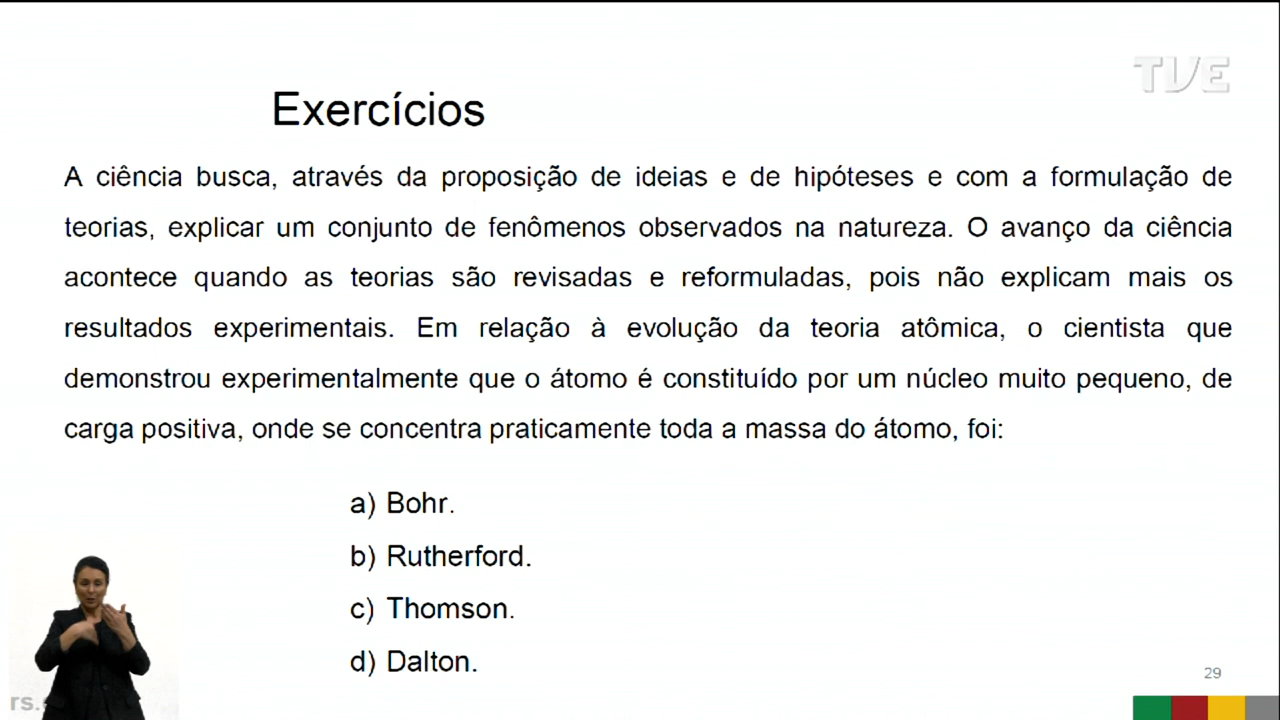 TVE
Exercícios
A ciência busca, através da proposição de ideias e de hipóteses e com a formulação de
teorias, explicar um conjunto de fenômenos observados na natureza. O avanço da ciência
acontece quando as teorias são revisadas e reformuladas, pois não explicam mais os
resultados experimentais. Em relação à evolução da teoria atômica, o cientista que
demonstrou experimentalmente que o átomo é constituído por um núcleo muito pequeno, de
carga positiva, onde se concentra praticamente toda a massa do átomo, foi:
a) Bohr.
b) Rutherford.
c) Thomson.
d) Dalton.
29
rs.